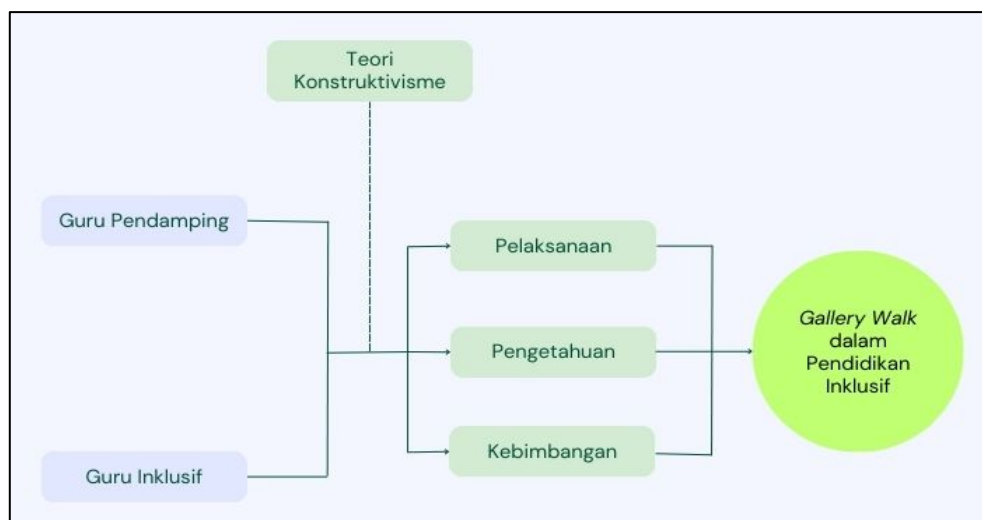 Teori
Konstruktivisme
Guru Pendamping
Pelaksanaan
Gallery Walk
dalam
Pendidikan
Inklusif
Pengetahuan
Kebimbangan
Guru Inklusif